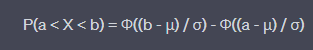 P(a < X < b) = Φ((b - μ) / σ) - Φ((a - μ) / σ)